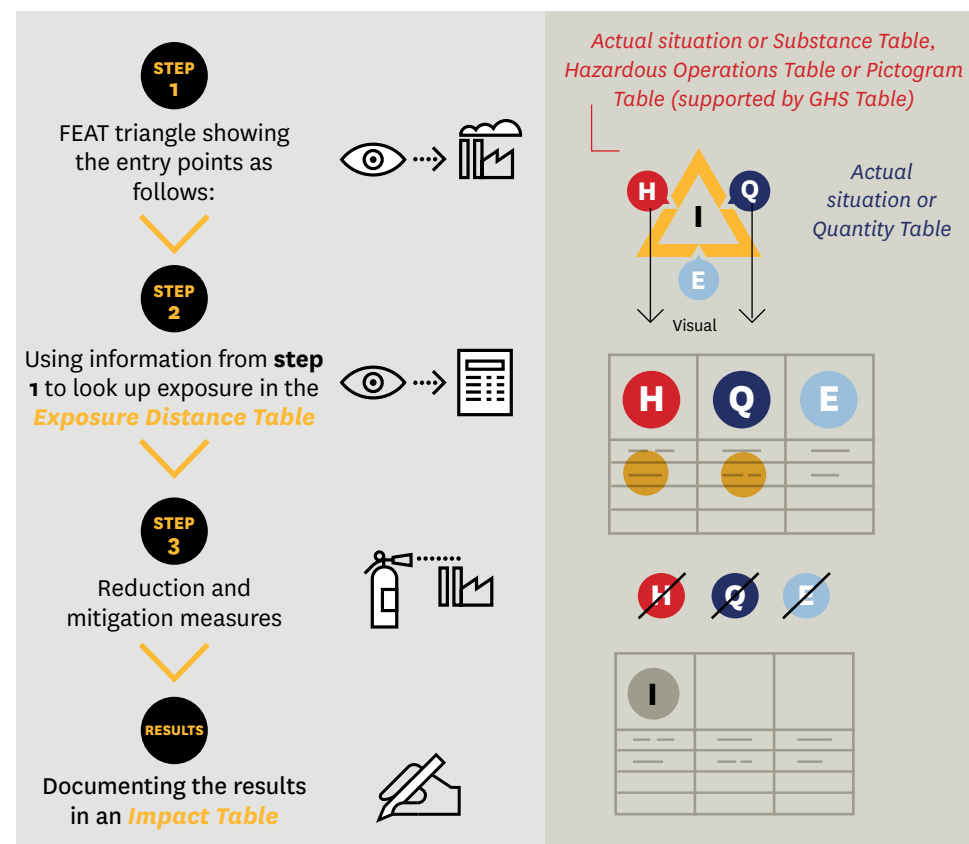 STEP
1
FEAT triangle showing
the entry points as
follows:
STEP
2
Using information from step
1 to look up exposure in the
Exposure Distance Table
STEP
3
Reduction and
mitigation measures
RESULTS
Documenting the results
in an Impact Table
Actual situation or Substance Table,
Hazardous Operations Table or Pictogram
Table (supported by GHS Table)
H
Q
I
E
Actual
situation or
Quantity Table
Visual
H Q E
H Q E
I